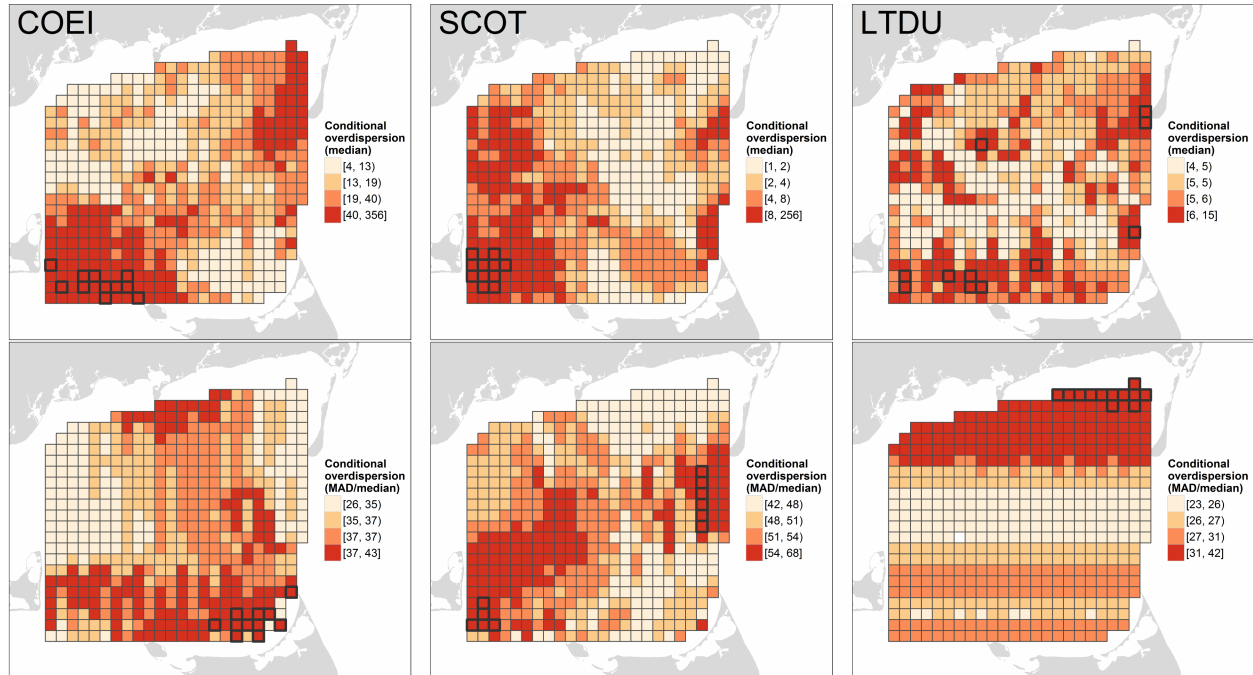 COEI
Conditional
overdispersion
(median)
[4, 13)
[13, 19)
[19, 40)
[40, 356]
SCOT
Conditional
overdispersion
(median)
[1, 2)
[2, 4)
[4, 8)
[8, 256]
LTDU
Conditional
overdispersion
(median)
[4, 5)
[5, 5)
[5, 6)
[6, 15]
Conditional
overdispersion
(MAD/median)
[26, 35)
[35, 37)
[37, 37)
[37, 43]
Conditional
overdispersion
(MAD/median)
[42, 48)
[48, 51)
[51, 54)
[54, 68]
Conditional
overdispersion
(MAD/median)
[23, 26)
[26, 27)
[27, 31)
[31, 42]